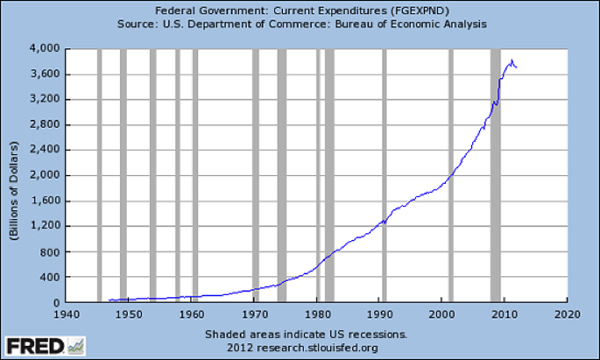 Federal Government: Current Expenditures (FGEXPND)
Source: U.S. Department of Commerce: Bureau of Economic Analysis
4,000
3,600
3,200
2,800
2,400
2,000
1,600
1,200
800
400
0
(Billions of Dollars)
1940 1950 1960 1970 1980 1990 2000 2010 2020
Shaded areas indicate US recessions.
2012 research.stlouisfed.org
FRED